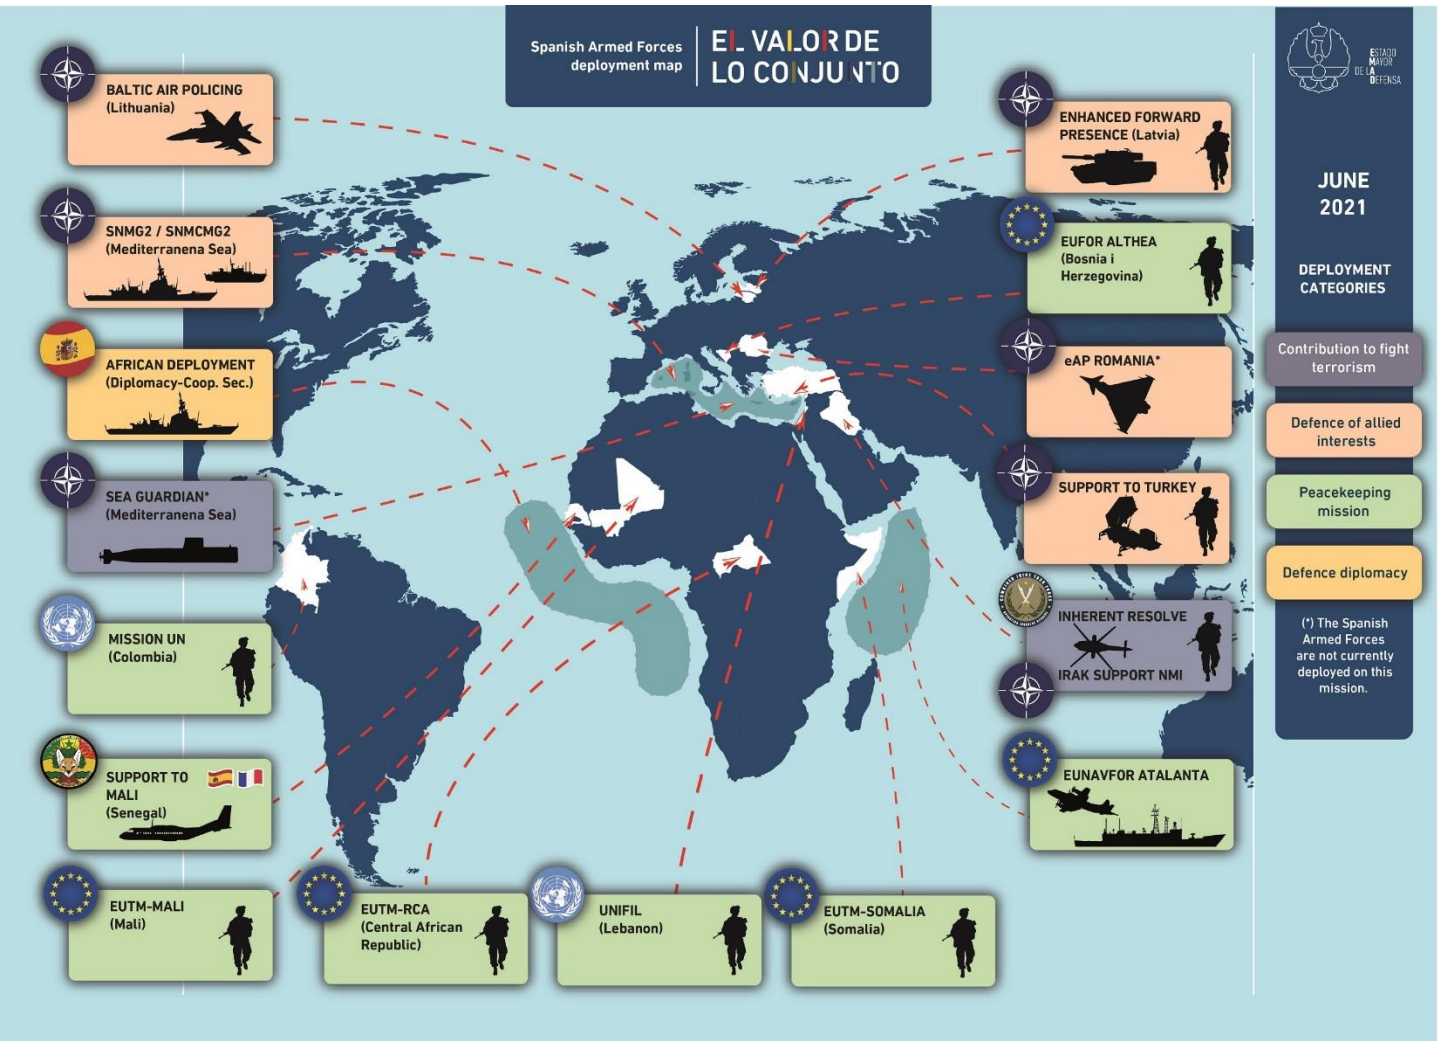 Spanish Armed Forces
deployment map
EL VALOR DE
LO CONJUNTO
BALTIC AIR POLICING
(Lithuania)
SNMG2 / SNMCMG2
(Mediterranena Sea)
AFRICAN DEPLOYMENT
(Diplomacy-Coop. Sec.)
SEA GUARDIAN*
(Mediterranena Sea)
MISSION UN
(Colombia)
SUPPORT TO
MALI
(Senegal)
EUTM-MALI
(Mali)
EUTM-RCA
(Central African
Republic)
UNIFIL
(Lebanon)
EUTM-SOMALIA
(Somalia)
ENHANCED FORWARD
PRESENCE (Latvia)
EUFOR ALTHEA
(Bosnia i
Herzegovina)
eAP ROMANIA*
SUPPORT TO TURKEY
INHERENT RESOLVE
IRAK SUPPORT NMI
EUNAVFOR ATALANTA
ESTADO
MAYOR
DE LA
DEFENSA
JUNE
2021
DEPLOYMENT
CATEGORIES
Contribution to fight
terrorism
Defence of allied
interests
Peacekeeping
mission
Defence diplomacy
(*) The Spanish
Armed Forces
are not currently
deployed on this
mission.